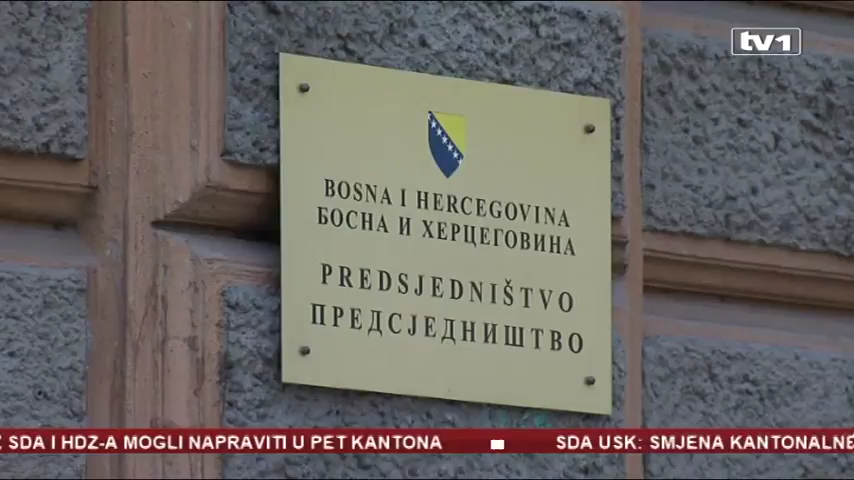 tv1
BOSNA I HERCEGOVINA
БОСНА И ХЕРЦЕГОВИНА
PREDSJEDNIŠTVO
ПРЕДСЈЕДНИШТВО
SDA I HDZ-A MOGLI NAPRAVITI U PET KANTONA SDA USK: SMJENA KANTONALNE